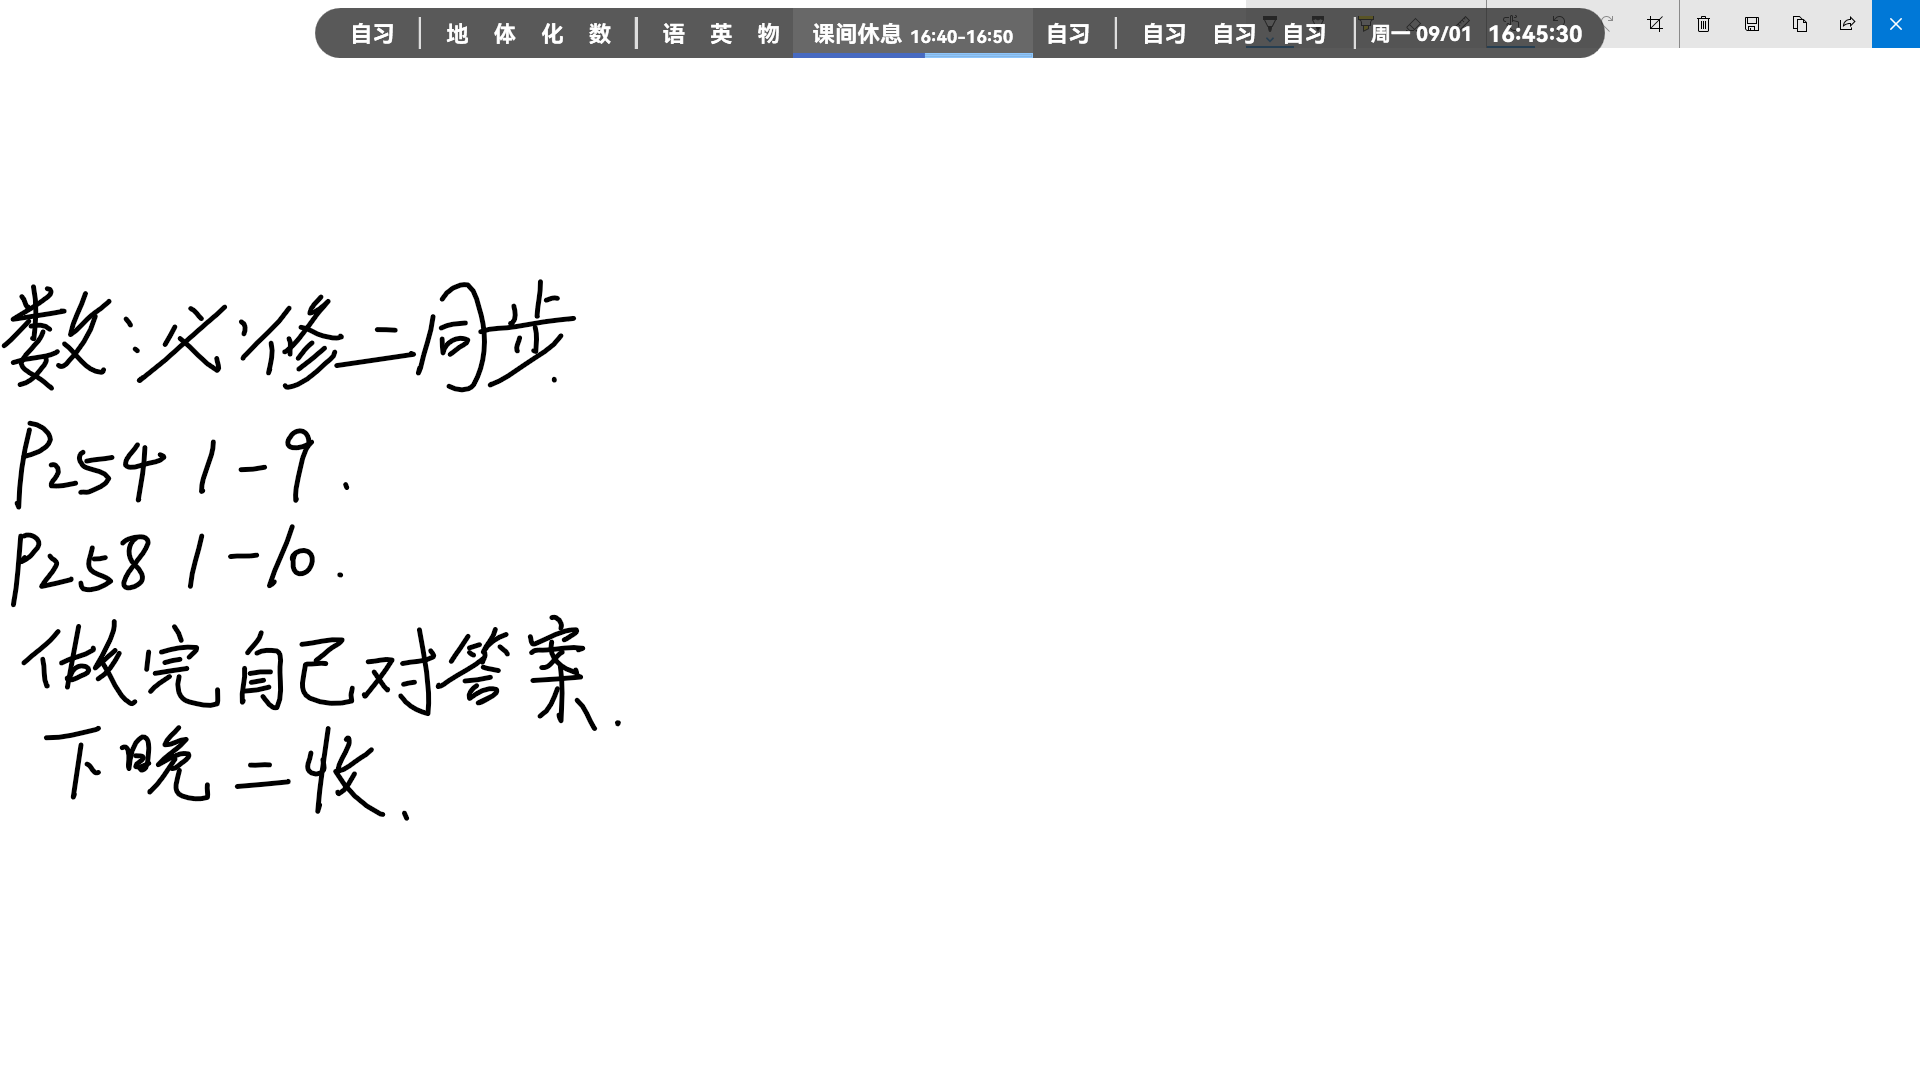 自习 | 地 体 化 数 | 语 英 物 课间休息 16:40-16:50 自习 | 自习 自习 自习 | 周一 09/01 16:45:30
数:必修二同步.
P254 1-9.
P258 1-10.
做完自己对答案.
下晚二收.